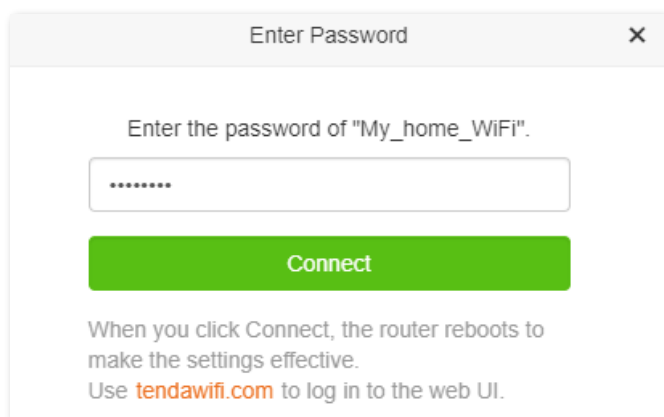 Enter Password
Enter the password of "My_home_WiFi".
••••••••
Connect
When you click Connect, the router reboots to
make the settings effective.
Use tendawifi.com to log in to the web UI.